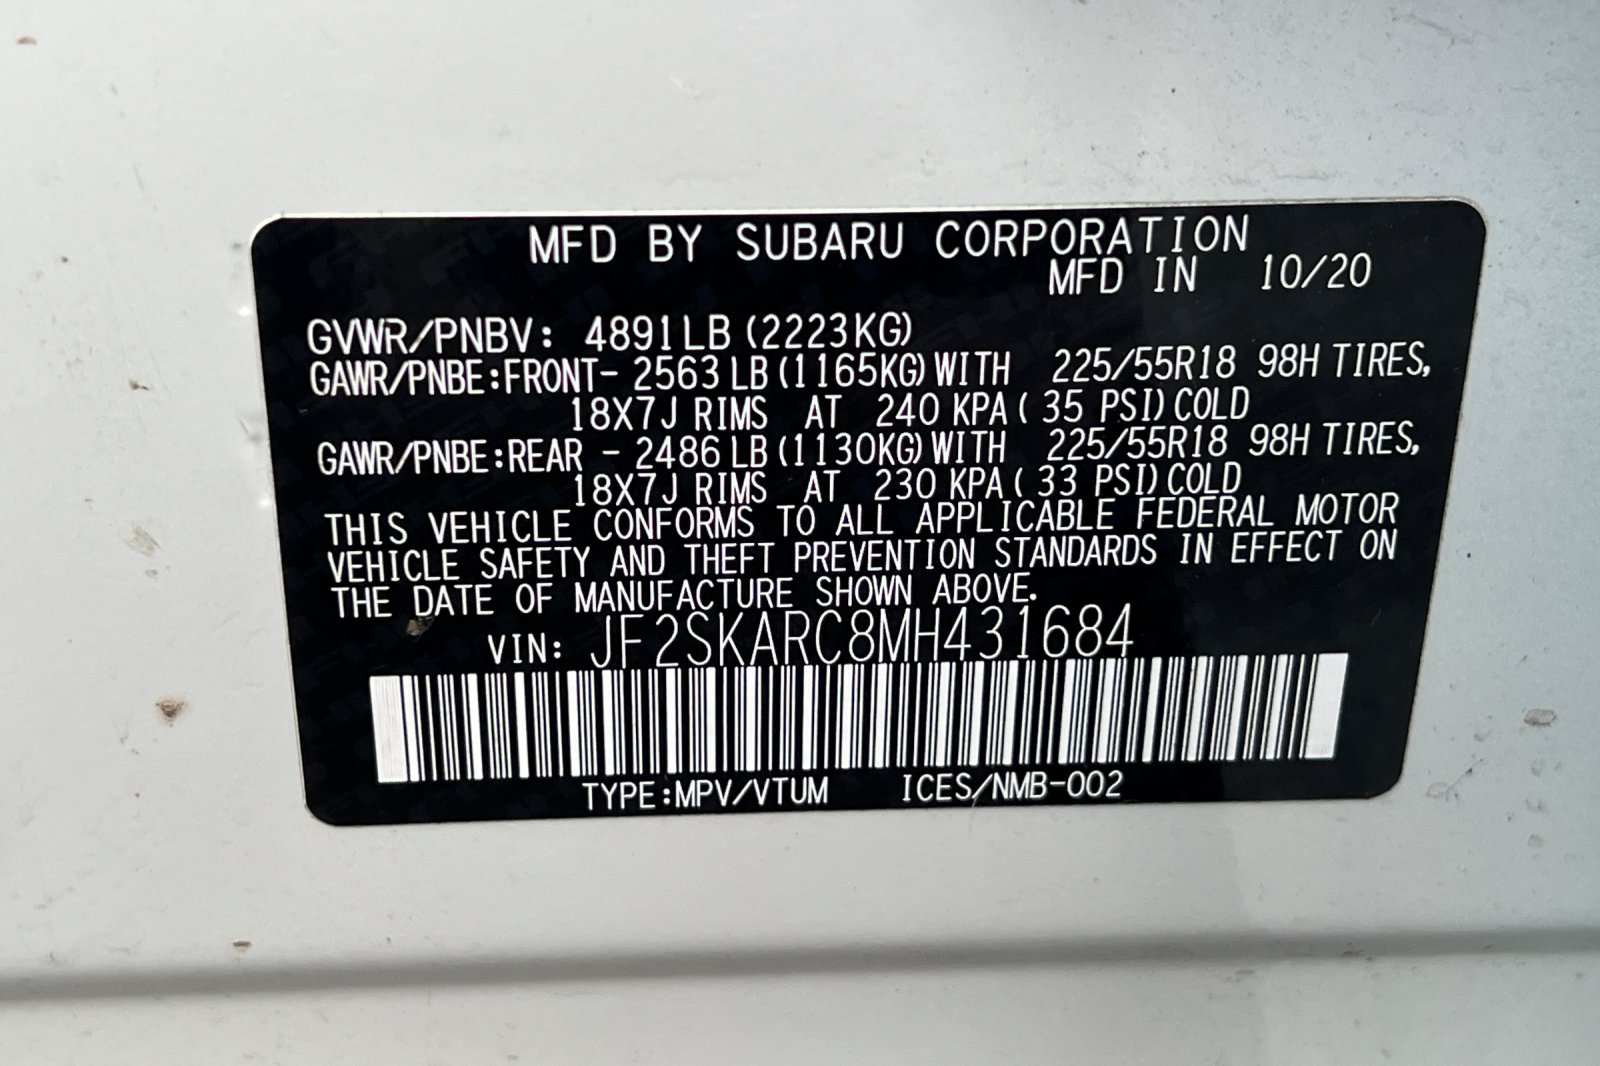 MFD BY SUBARU CORPORATION
MFD IN 10/20
GVWR/PNBV: 4891LB (2223KG)
GAWR/PNBE:FRONT- 2563 LB (1165KG) WITH 225/55R18 98H TIRES,
18X7J RIMS AT 240 KPA ( 35 PSI) COLD
GAWR/PNBE:REAR - 2486 LB (1130KG) WITH 225/55R18 98H TIRES,
18X7J RIMS AT 230 KPA ( 33 PSI) COLD
THIS VEHICLE CONFORMS TO ALL APPLICABLE FEDERAL MOTOR
VEHICLE SAFETY AND THEFT PREVENTION STANDARDS IN EFFECT ON
THE DATE OF MANUFACTURE SHOWN ABOVE.
VIN: JF2SKARC8MH431684
TYPE:MPV/VTUM ICES/NMB-002